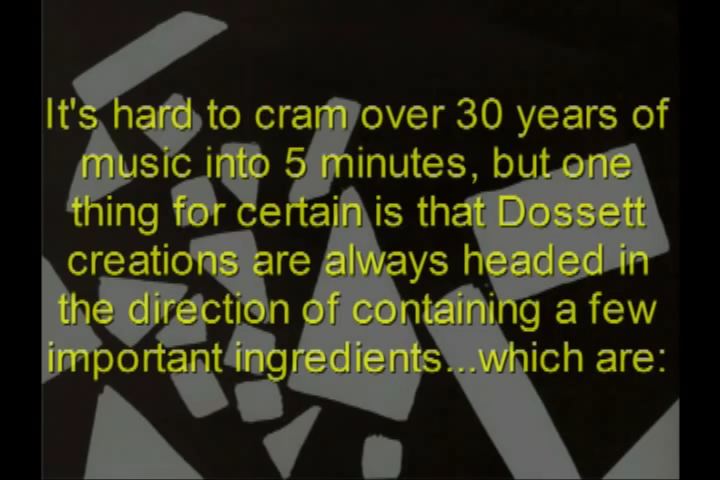 It's hard to cram over 30 years of
music into 5 minutes, but one
thing for certain is that Dossett
creations are always headed in
the direction of containing a few
important ingredients...which are: